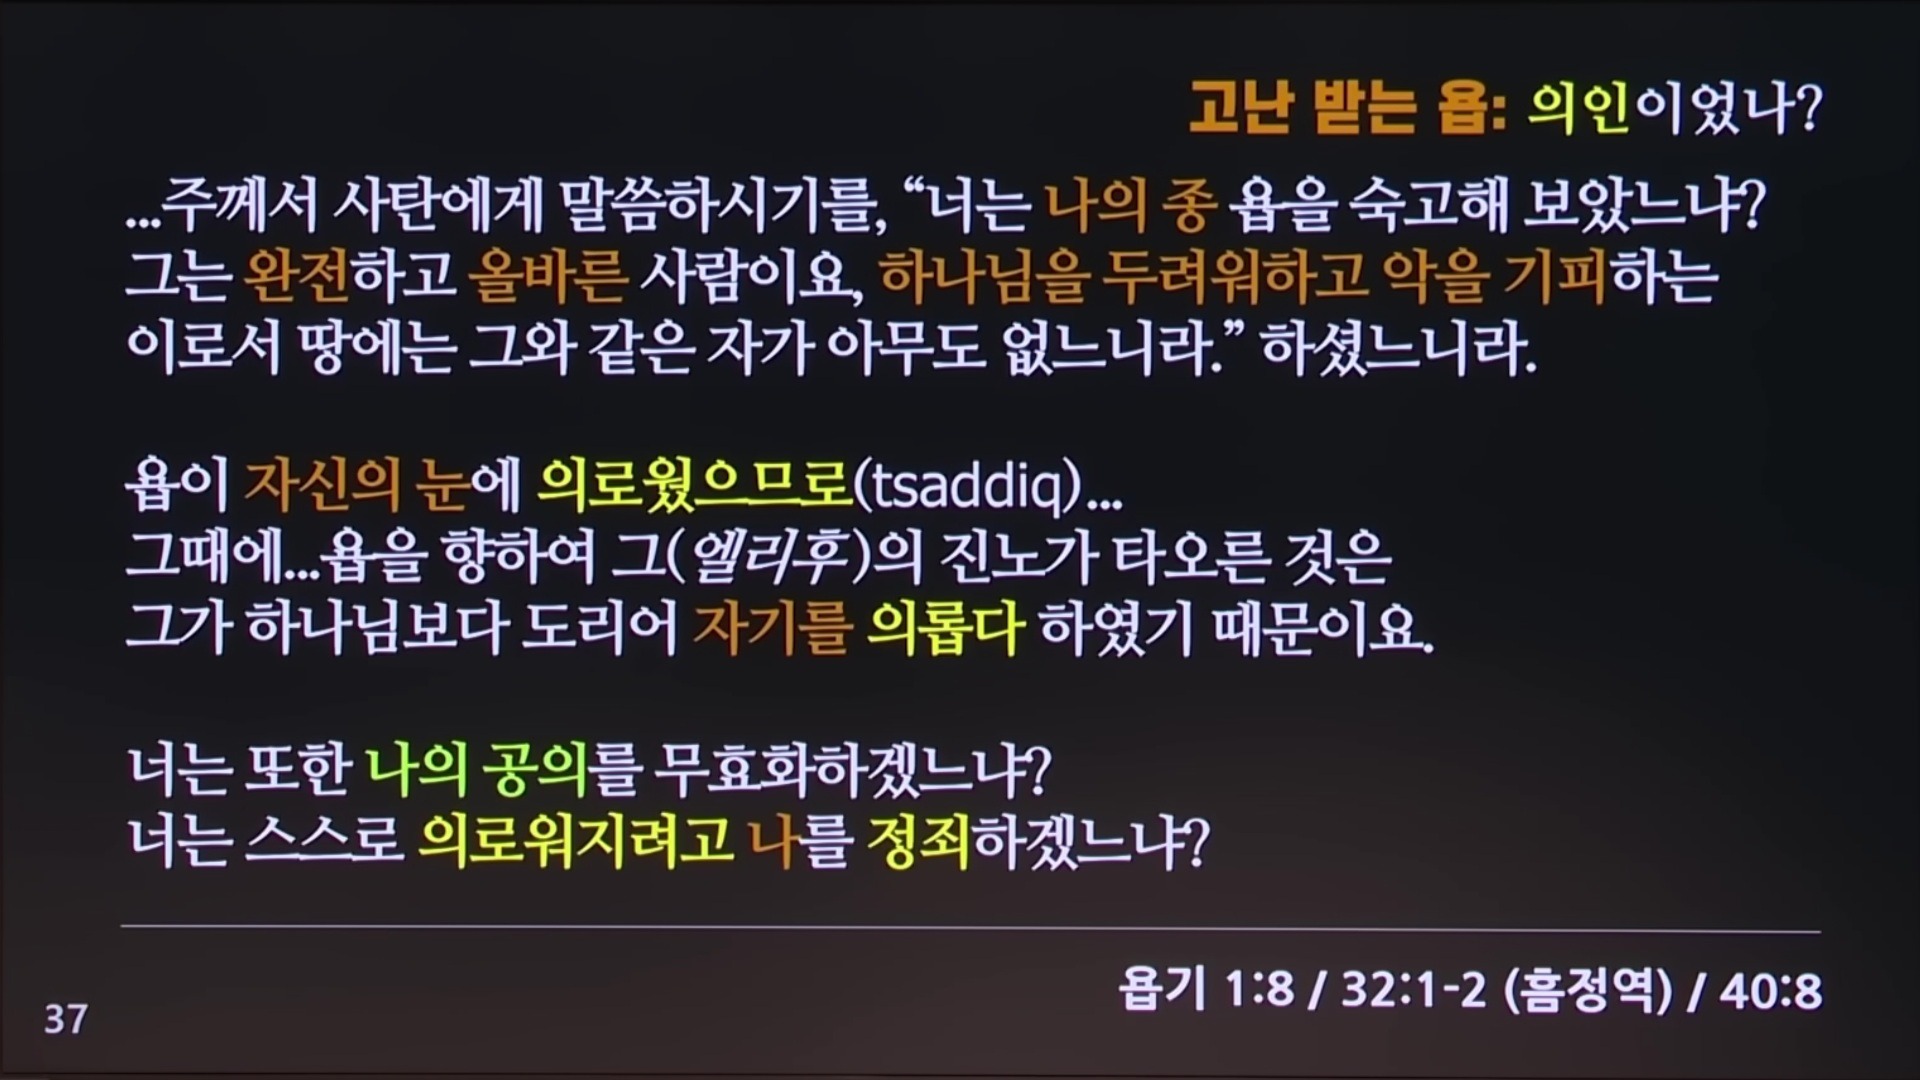 고난 받는 욥: 의인이었나?
...주께서 사탄에게 말씀하시기를, “너는 나의 종 욥을 숙고해 보았느냐?
그는 완전하고 올바른 사람이요, 하나님을 두려워하고 악을 기피하는
이로서 땅에는 그와 같은 자가 아무도 없느니라.” 하셨느니라.
욥이 자신의 눈에 의로웠으므로(tsaddiq)...
그때에...욥을 향하여 그(엘리후)의 진노가 타오른 것은
그가 하나님보다 도리어 자기를 의롭다 하였기 때문이요.
너는 또한 나의 공의를 무효화하겠느냐?
너는 스스로 의로워지려고 나를 정죄하겠느냐?
욥기 1:8 / 32:1-2 (흠정역) / 40:8
37